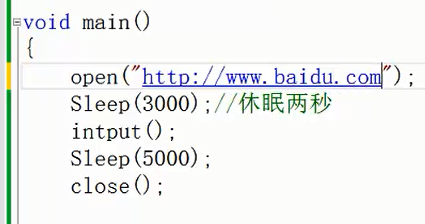 void main()
{
open("http://www.baidu.com");
Sleep(3000);//休眠两秒
intput();
Sleep(5000);
close();